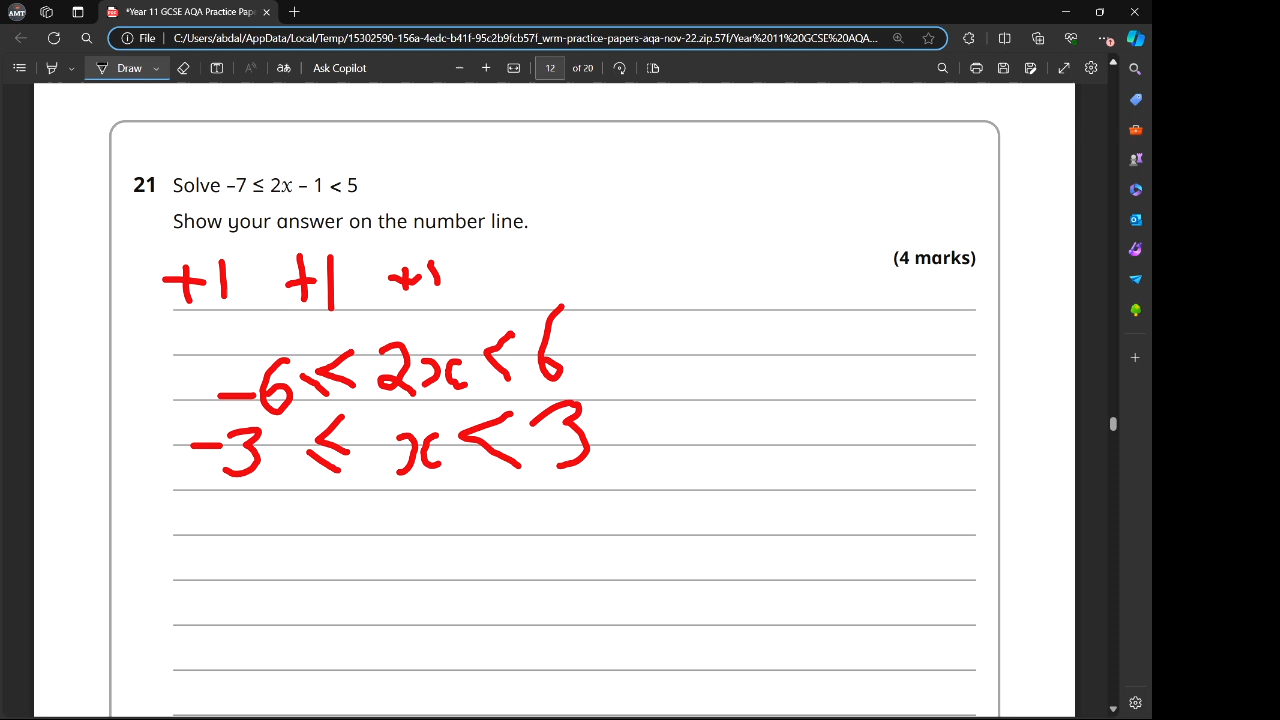 AMT
*Year 11 GCSE AQA Practice Pape
File
C:/Users/abdal/AppData/Local/Temp/15302590-156a-4edc-b41f-95c2b9fcb57f_wrm-practice-papers-aqa-nov-22.zip.57f/Year%2011%20GCSE%20AQA...
Draw
Ask Copilot
12 of 20
21 Solve –7 ≤ 2x – 1 < 5
Show your answer on the number line.
(4 marks)
+1 +1 +1
-6 ≤ 2x < 6
-3 ≤ x < 3